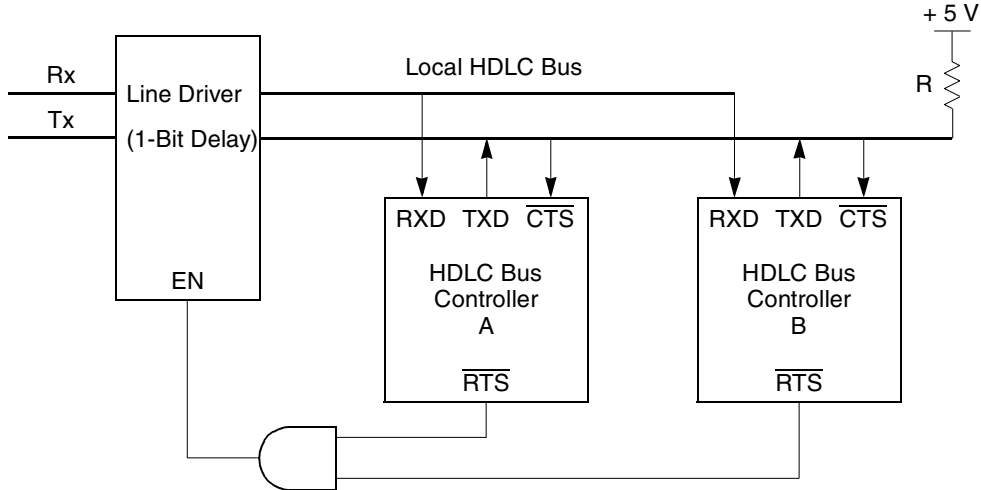 + 5 V
R
Local HDLC Bus
Rx
Tx
Line Driver
(1-Bit Delay)
EN
RXD TXD CTS
HDLC Bus
Controller
A
RTS
RXD TXD CTS
HDLC Bus
Controller
B
RTS